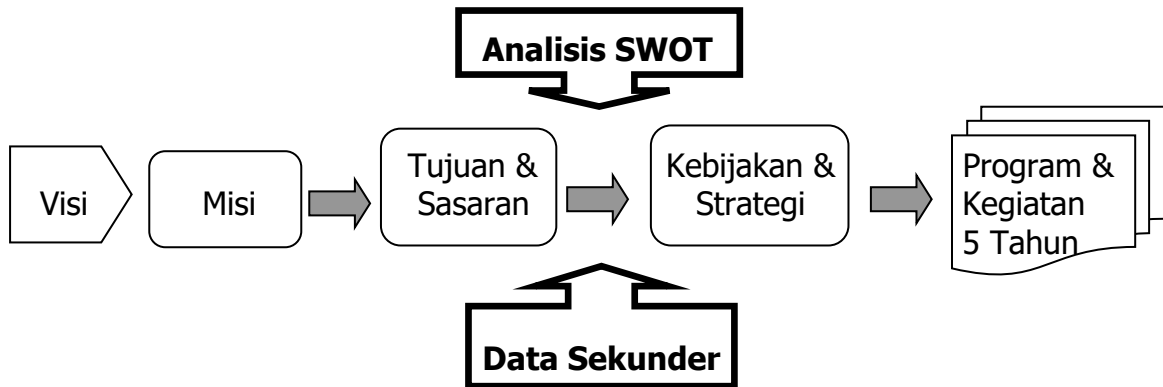 Analisis SWOT
Visi
Misi
Tujuan &
Sasaran
Kebijakan &
Strategi
Program &
Kegiatan
5 Tahun
Data Sekunder